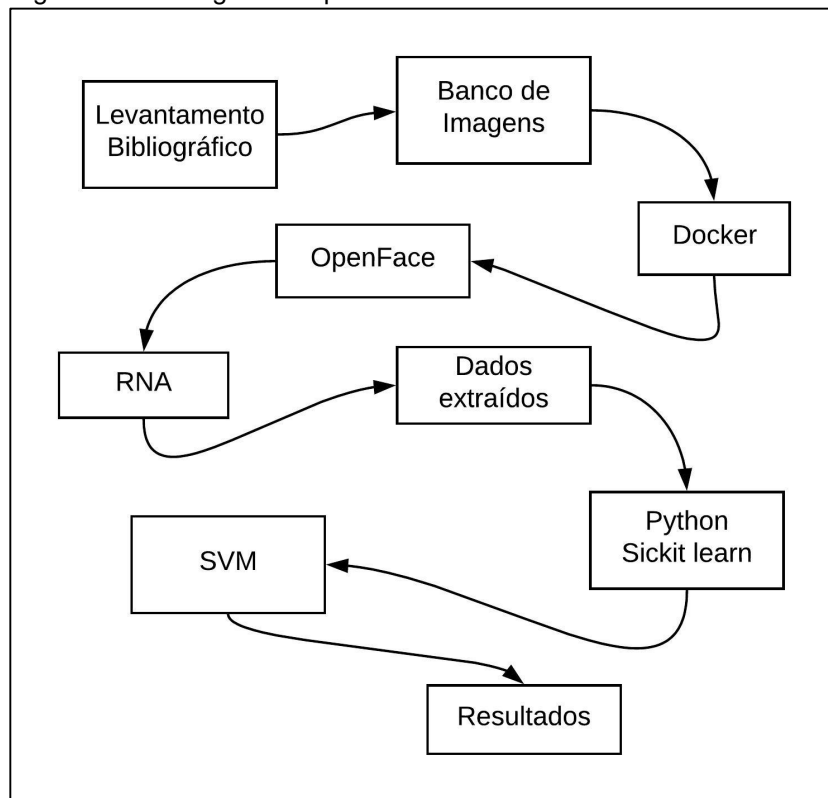 Levantamento
Bibliográfico
Banco de
Imagens
Docker
OpenFace
RNA
Dados
extraídos
Python
Sickit learn
SVM
Resultados